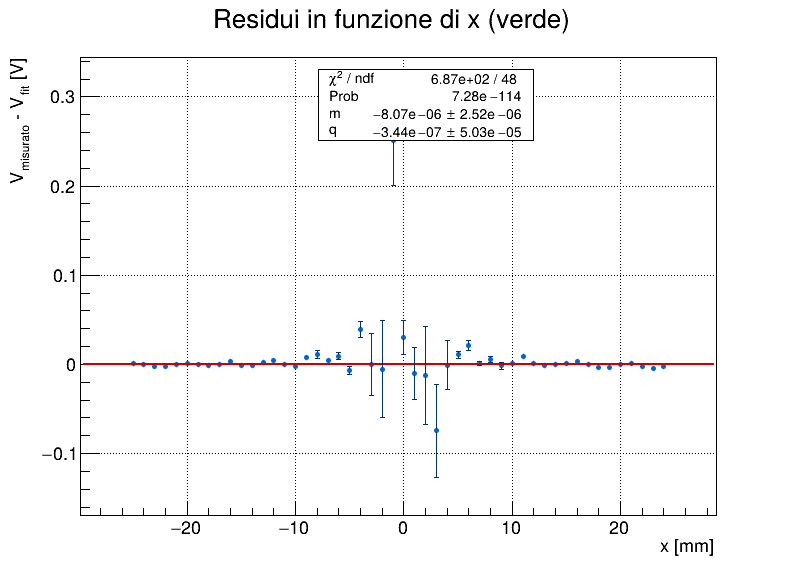 Residui in funzione di x (verde)
V_misurato - V_fit [V]
χ² / ndf 6.87e+02 / 48
Prob 7.28e−114
m −8.07e−06 ± 2.52e−06
q −3.44e−07 ± 5.03e−05
0.3
0.2
0.1
0
−0.1
−20 −10 0 10 20
x [mm]